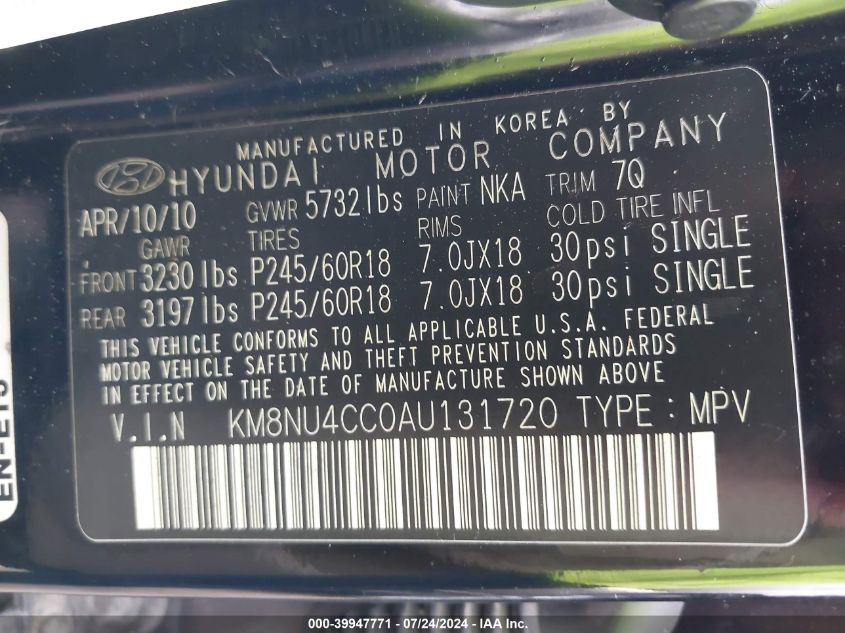 MANUFACTURED IN KOREA BY
HYUNDAI MOTOR COMPANY
APR/10/10 GVWR 5732lbs PAINT NKA TRIM 7Q
GAWR TIRES RIMS COLD TIRE INFL
FRONT 3230lbs P245/60R18 7.0JX18 30psi SINGLE
REAR 3197lbs P245/60R18 7.0JX18 30psi SINGLE
THIS VEHICLE CONFORMS TO ALL APPLICABLE U.S.A. FEDERAL
MOTOR VEHICLE SAFETY AND THEFT PREVENTION STANDARDS
IN EFFECT ON THE DATE OF MANUFACTURE SHOWN ABOVE
V.I.N KM8NU4CC0AU131720 TYPE : MPV
000-39947771 - 07/24/2024 - IAA Inc.